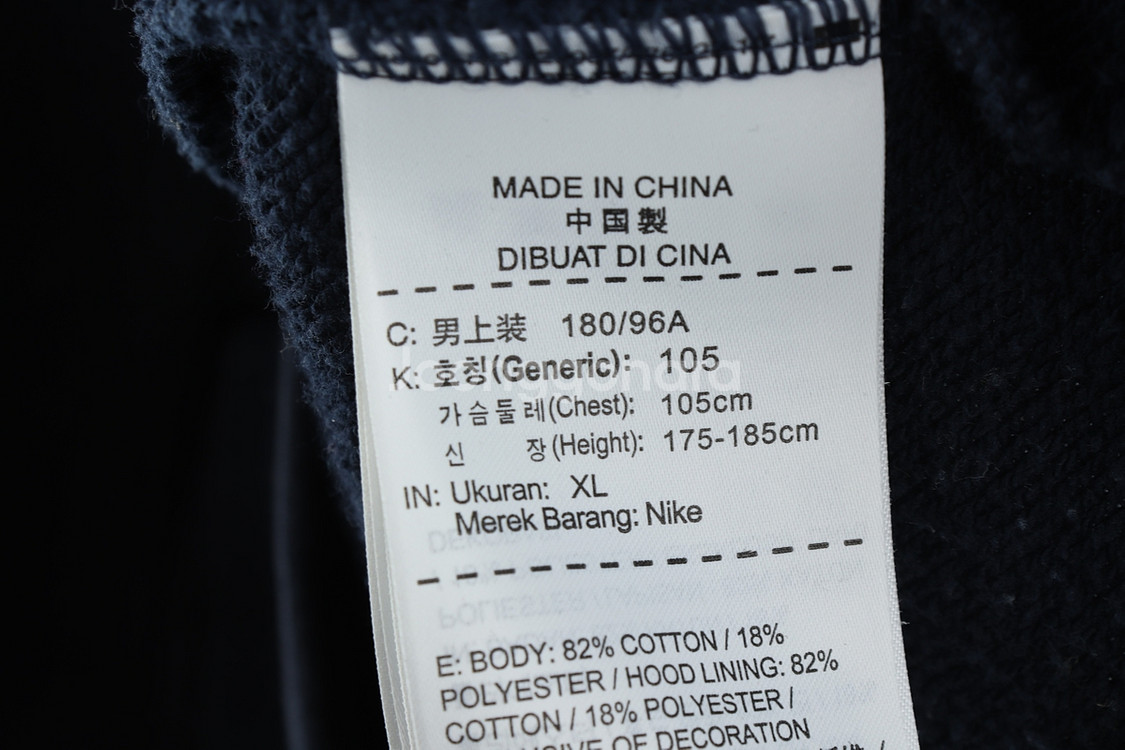 MADE IN CHINA
中国製
DIBUAT DI CINA
C: 男上装 180/96A
K: 호칭(Generic): 105
가슴둘레(Chest): 105cm
신 장(Height): 175-185cm
IN: Ukuran: XL
Merek Barang: Nike
E: BODY: 82% COTTON / 18%
POLYESTER / HOOD LINING: 82%
COTTON / 18% POLYESTER /
OF DECORATION